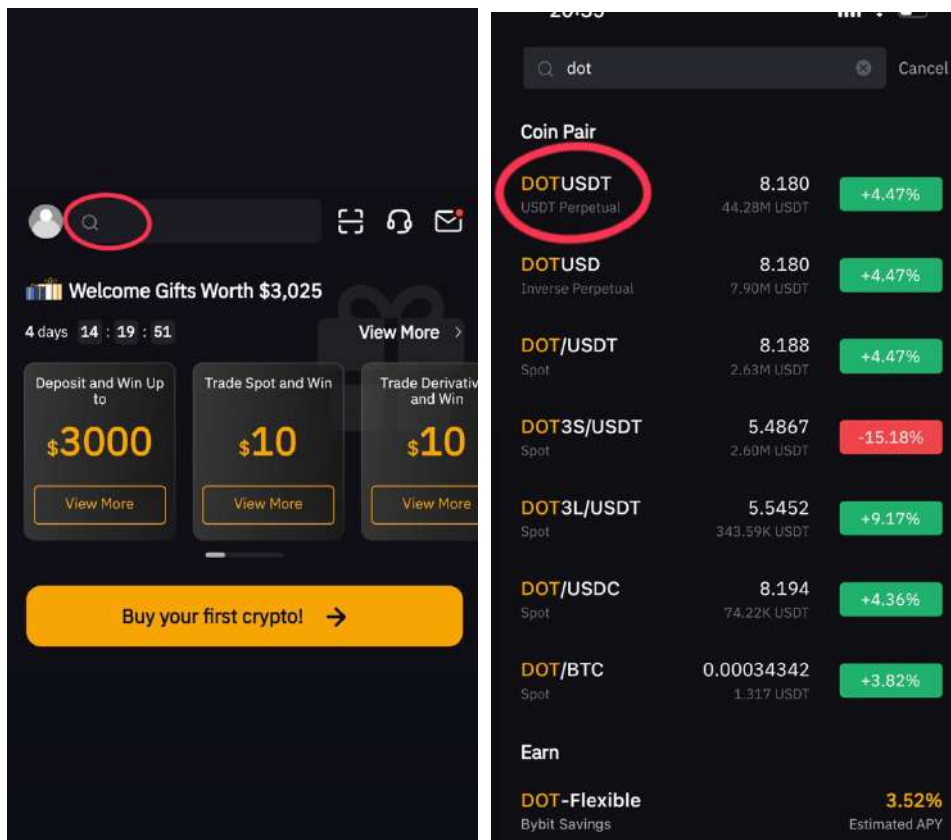 Welcome Gifts Worth $3,025
4 days 14 : 19 : 51
View More >
Deposit and Win Up
to
$3000
View More
Trade Spot and Win
$10
View More
Trade Derivativ
and Win
$10
View More
Buy your first crypto! →
dot
Cancel
Coin Pair
DOTUSDT 8.180 +4.47%
USDT Perpetual 44.28M USDT
DOTUSD 8.180 +4.47%
Inverse Perpetual 7.90M USDT
DOT/USDT 8.188 +4.47%
Spot 2.63M USDT
DOT3S/USDT 5.4867 -15.18%
Spot 2.60M USDT
DOT3L/USDT 5.5452 +9.17%
Spot 343.59K USDT
DOT/USDC 8.194 +4.36%
Spot 74.22K USDT
DOT/BTC 0.00034342 +3.82%
Spot 1.317 USDT
Earn
DOT-Flexible 3.52%
Bybit Savings Estimated APY